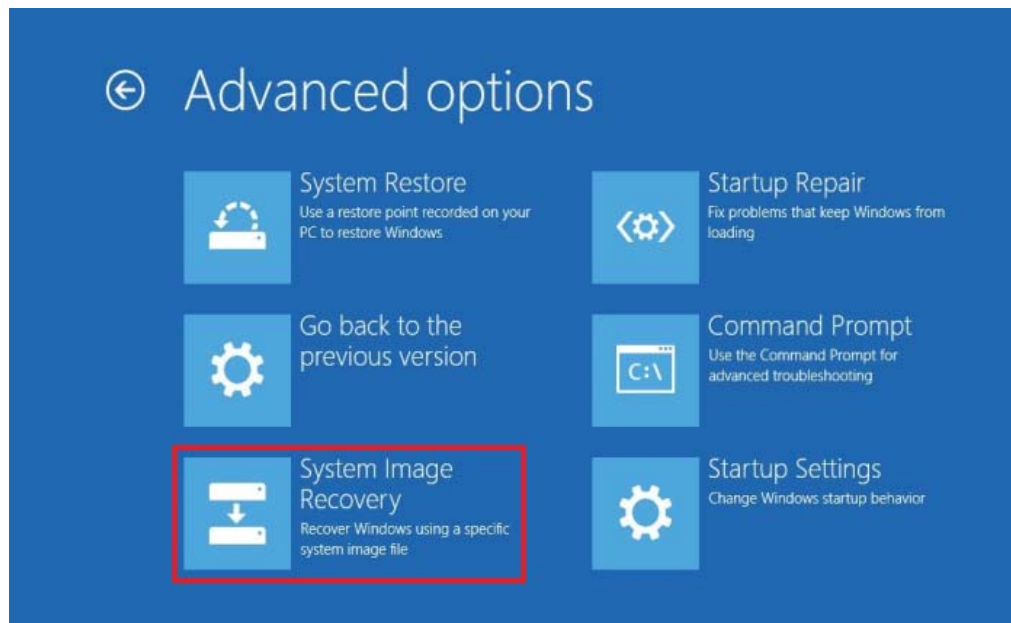 Advanced options
System Restore
Use a restore point recorded on your
PC to restore Windows
Startup Repair
Fix problems that keep Windows from
loading
Go back to the
previous version
Command Prompt
Use the Command Prompt for
advanced troubleshooting
C:\
System Image
Recovery
Recover Windows using a specific
system image file
Startup Settings
Change Windows startup behavior